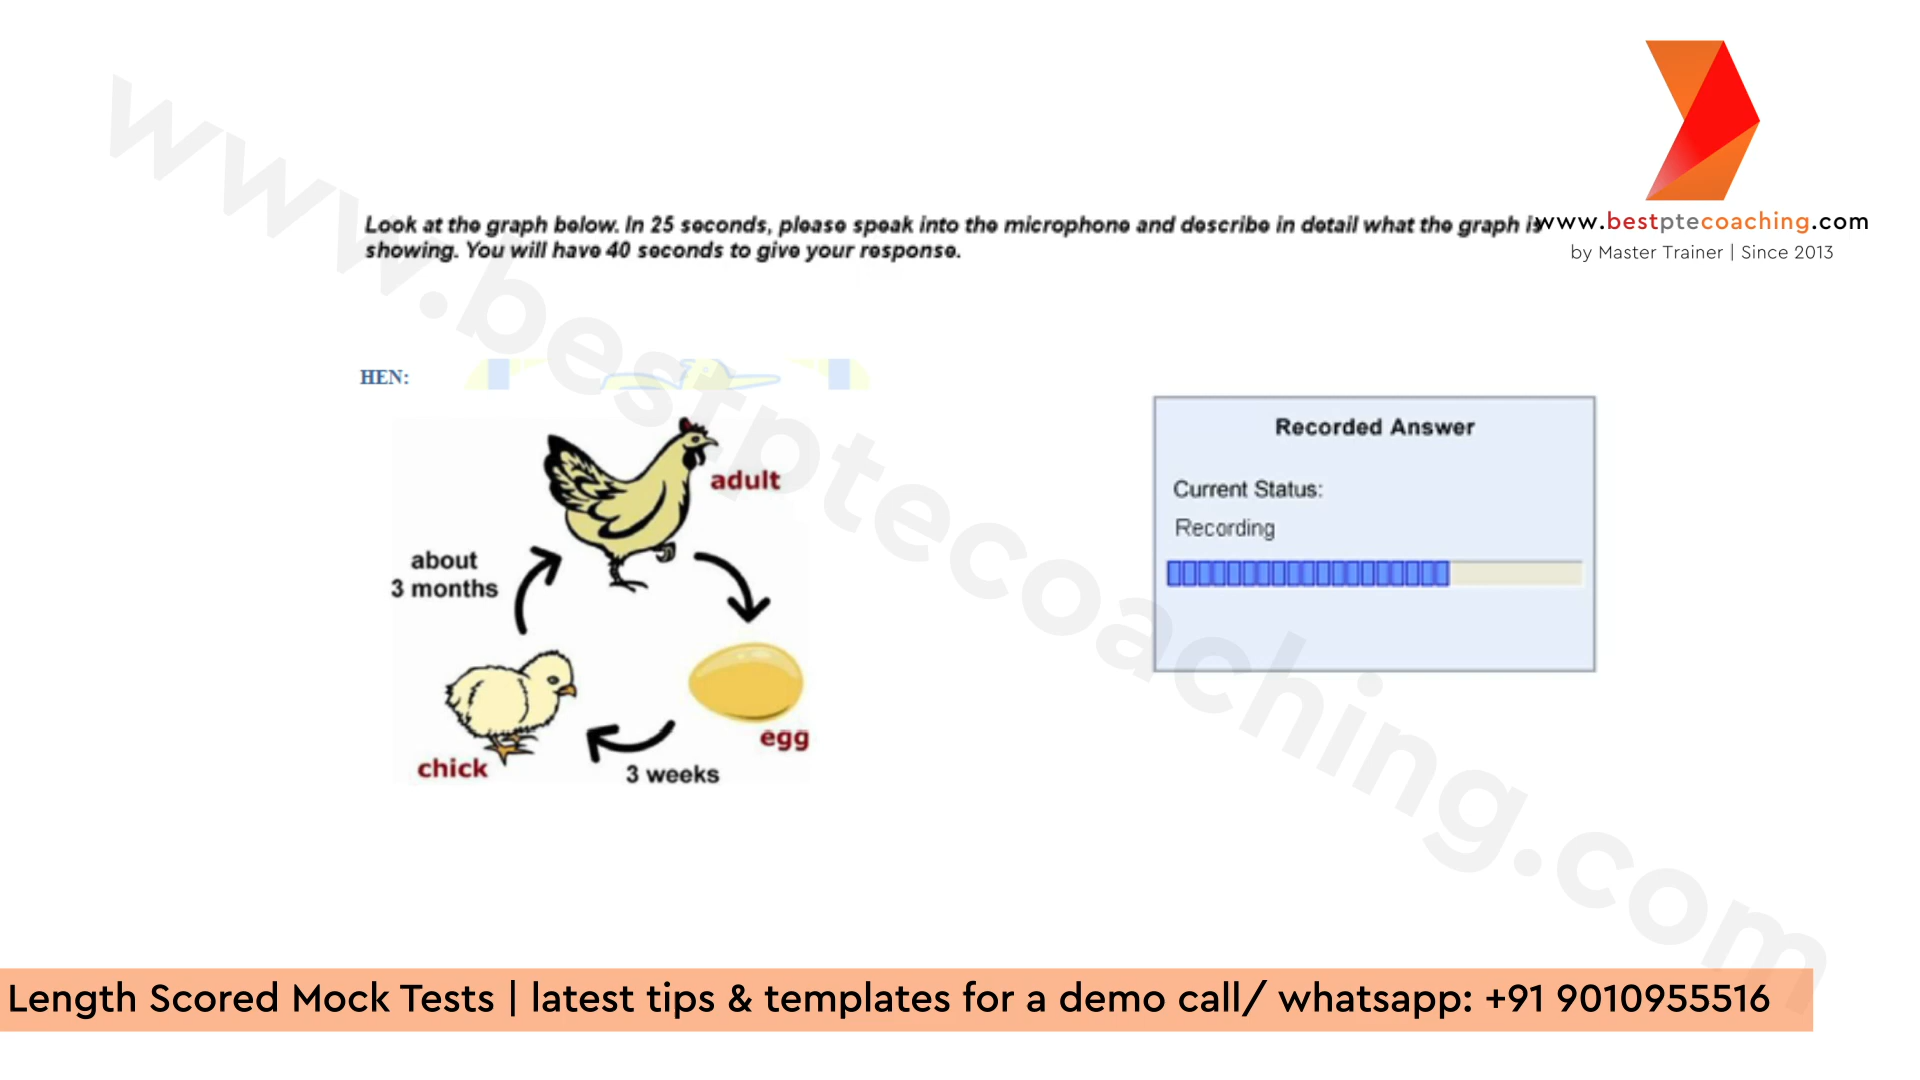 www.bestptecoaching.com
Look at the graph below. In 25 seconds, please speak into the microphone and describe in detail what the graph is
showing. You will have 40 seconds to give your response.
www.bestptecoaching.com
by Master Trainer | Since 2013
HEN:
adult
about
3 months
egg
chick
3 weeks
Recorded Answer
Current Status:
Recording
Length Scored Mock Tests | latest tips & templates for a demo call/ whatsapp: +91 9010955516